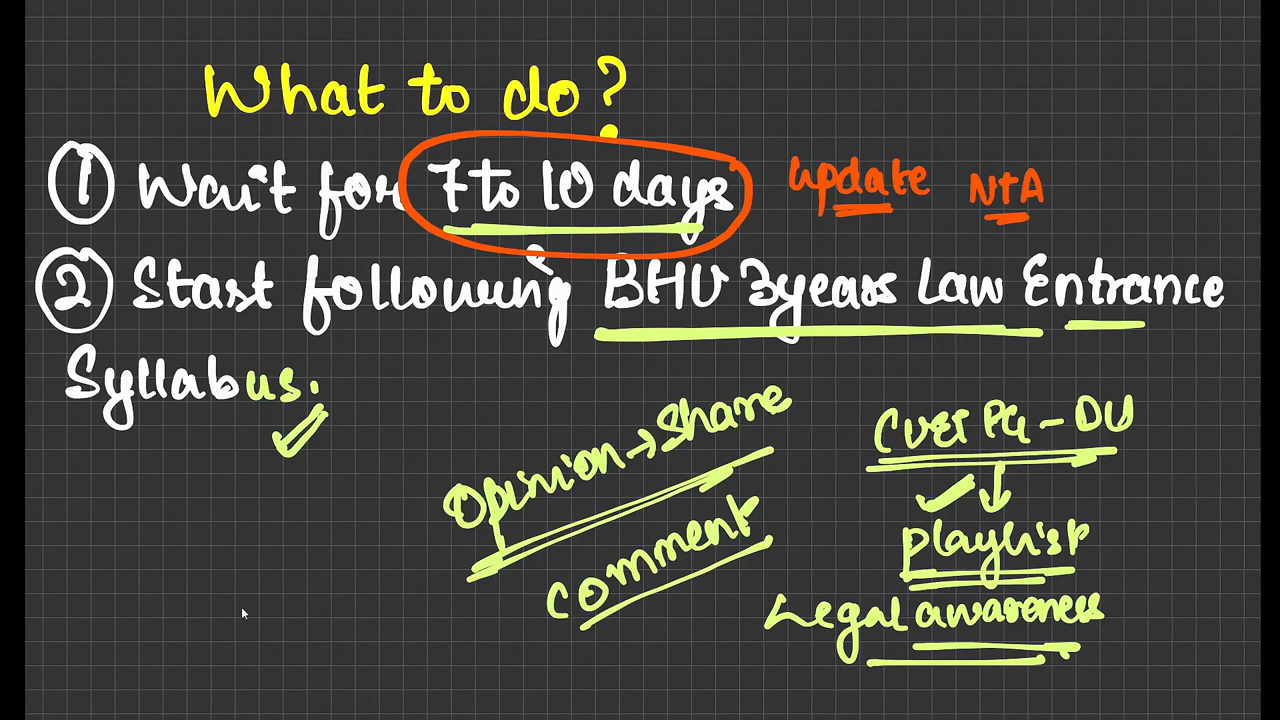 What to do?
① Wait for 7 to 10 days update NTA
② Start following BHU 3years Law Entrance
Syllabus.
Opinion → Share
Comment
CUET PG - DU
↓
Playlist
Legal awareness